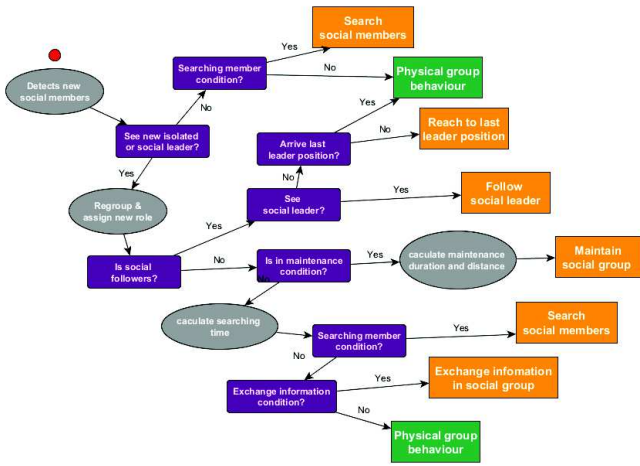 Search
social members
Yes
Searching member
condition?
No
Physical group
behaviour
Detects new
social members
No
Yes
See new isolated
or social leader?
Arrive last
leader position?
No
Reach to last
leader position
Yes
No
Regroup &
assign new role
Yes
See
social leader?
Yes
Follow
social leader
Is social
followers?
No
Is in maintenance
condition?
Yes
caculate maintenance
duration and distance
Maintain
social group
No
caculate searching
time
Searching member
condition?
Yes
Search
social members
No
Exchange information
condition?
Yes
Exchange infomation
in social group
No
Physical group
behaviour